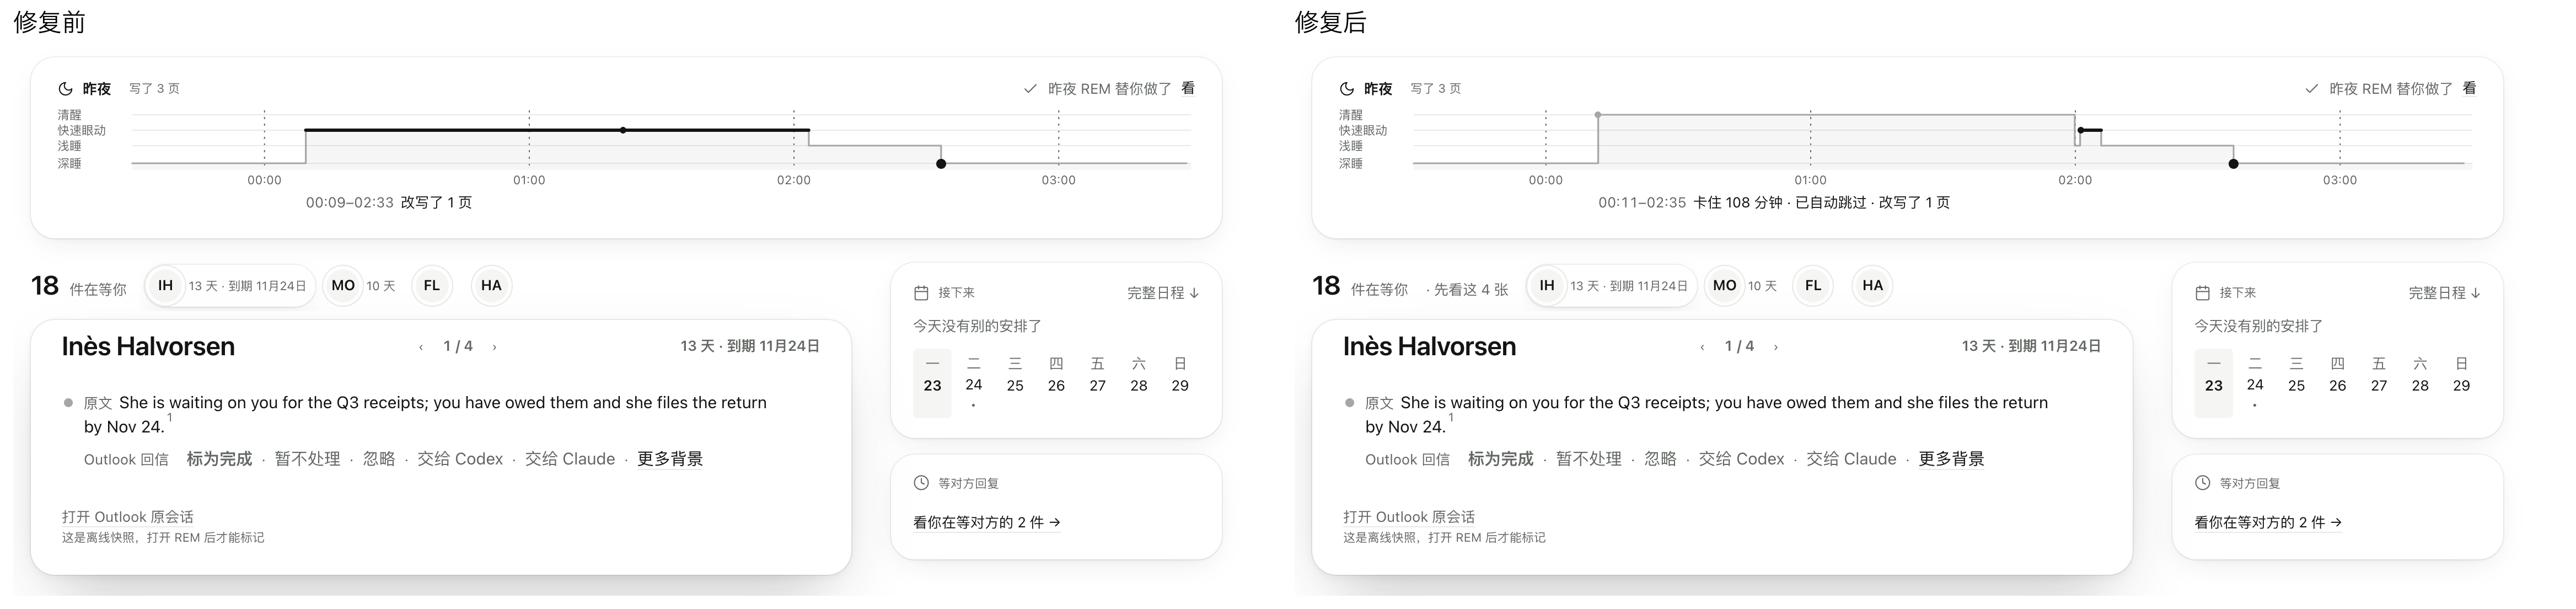 修复前
昨夜 写了 3 页
昨夜 REM 替你做了 看
清醒
快速眼动
浅睡
深睡
00:00 01:00 02:00 03:00
00:09–02:33 改写了 1 页
18 件在等你
IH 13 天 · 到期 11月24日
MO 10 天
FL
HA
Inès Halvorsen
‹ 1 / 4 ›
13 天 · 到期 11月24日
原文 She is waiting on you for the Q3 receipts; you have owed them and she files the return
by Nov 24. 1
Outlook 回信 标为完成 · 暂不处理 · 忽略 · 交给 Codex · 交给 Claude · 更多背景
打开 Outlook 原会话
这是离线快照，打开 REM 后才能标记
接下来 完整日程 ↓
今天没有别的安排了
一 二 三 四 五 六 日
23 24 25 26 27 28 29
等对方回复
看你在等对方的 2 件 →
修复后
昨夜 写了 3 页
昨夜 REM 替你做了 看
清醒
快速眼动
浅睡
深睡
00:00 01:00 02:00 03:00
00:11–02:35 卡住 108 分钟 · 已自动跳过 · 改写了 1 页
18 件在等你 · 先看这 4 张
IH 13 天 · 到期 11月24日
MO 10 天
FL
HA
Inès Halvorsen
‹ 1 / 4 ›
13 天 · 到期 11月24日
原文 She is waiting on you for the Q3 receipts; you have owed them and she files the return
by Nov 24. 1
Outlook 回信 标为完成 · 暂不处理 · 忽略 · 交给 Codex · 交给 Claude · 更多背景
打开 Outlook 原会话
这是离线快照，打开 REM 后才能标记
接下来 完整日程 ↓
今天没有别的安排了
一 二 三 四 五 六 日
23 24 25 26 27 28 29
等对方回复
看你在等对方的 2 件 →